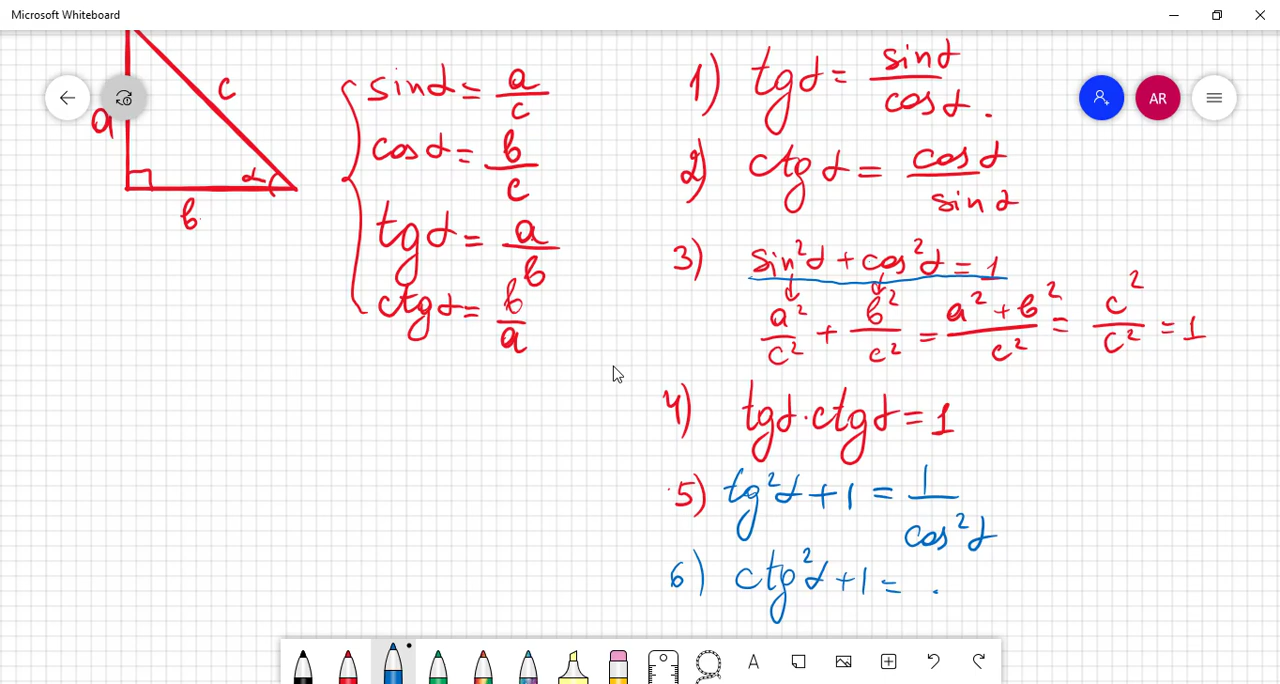 Microsoft Whiteboard
a
c
α
b
sinα = a/c
cosα = b/c
tgα = a/b
ctgα = b/a
1) tgα = sinα/cosα.
2) ctgα = cosα/sinα
3) sin²α + cos²α = 1
a²/c² + b²/c² = a² + b²/c² = c²/c² = 1
4) tgα · ctgα = 1
5) tg²α + 1 = 1/cos²α
6) ctg²α + 1 =
AR
A